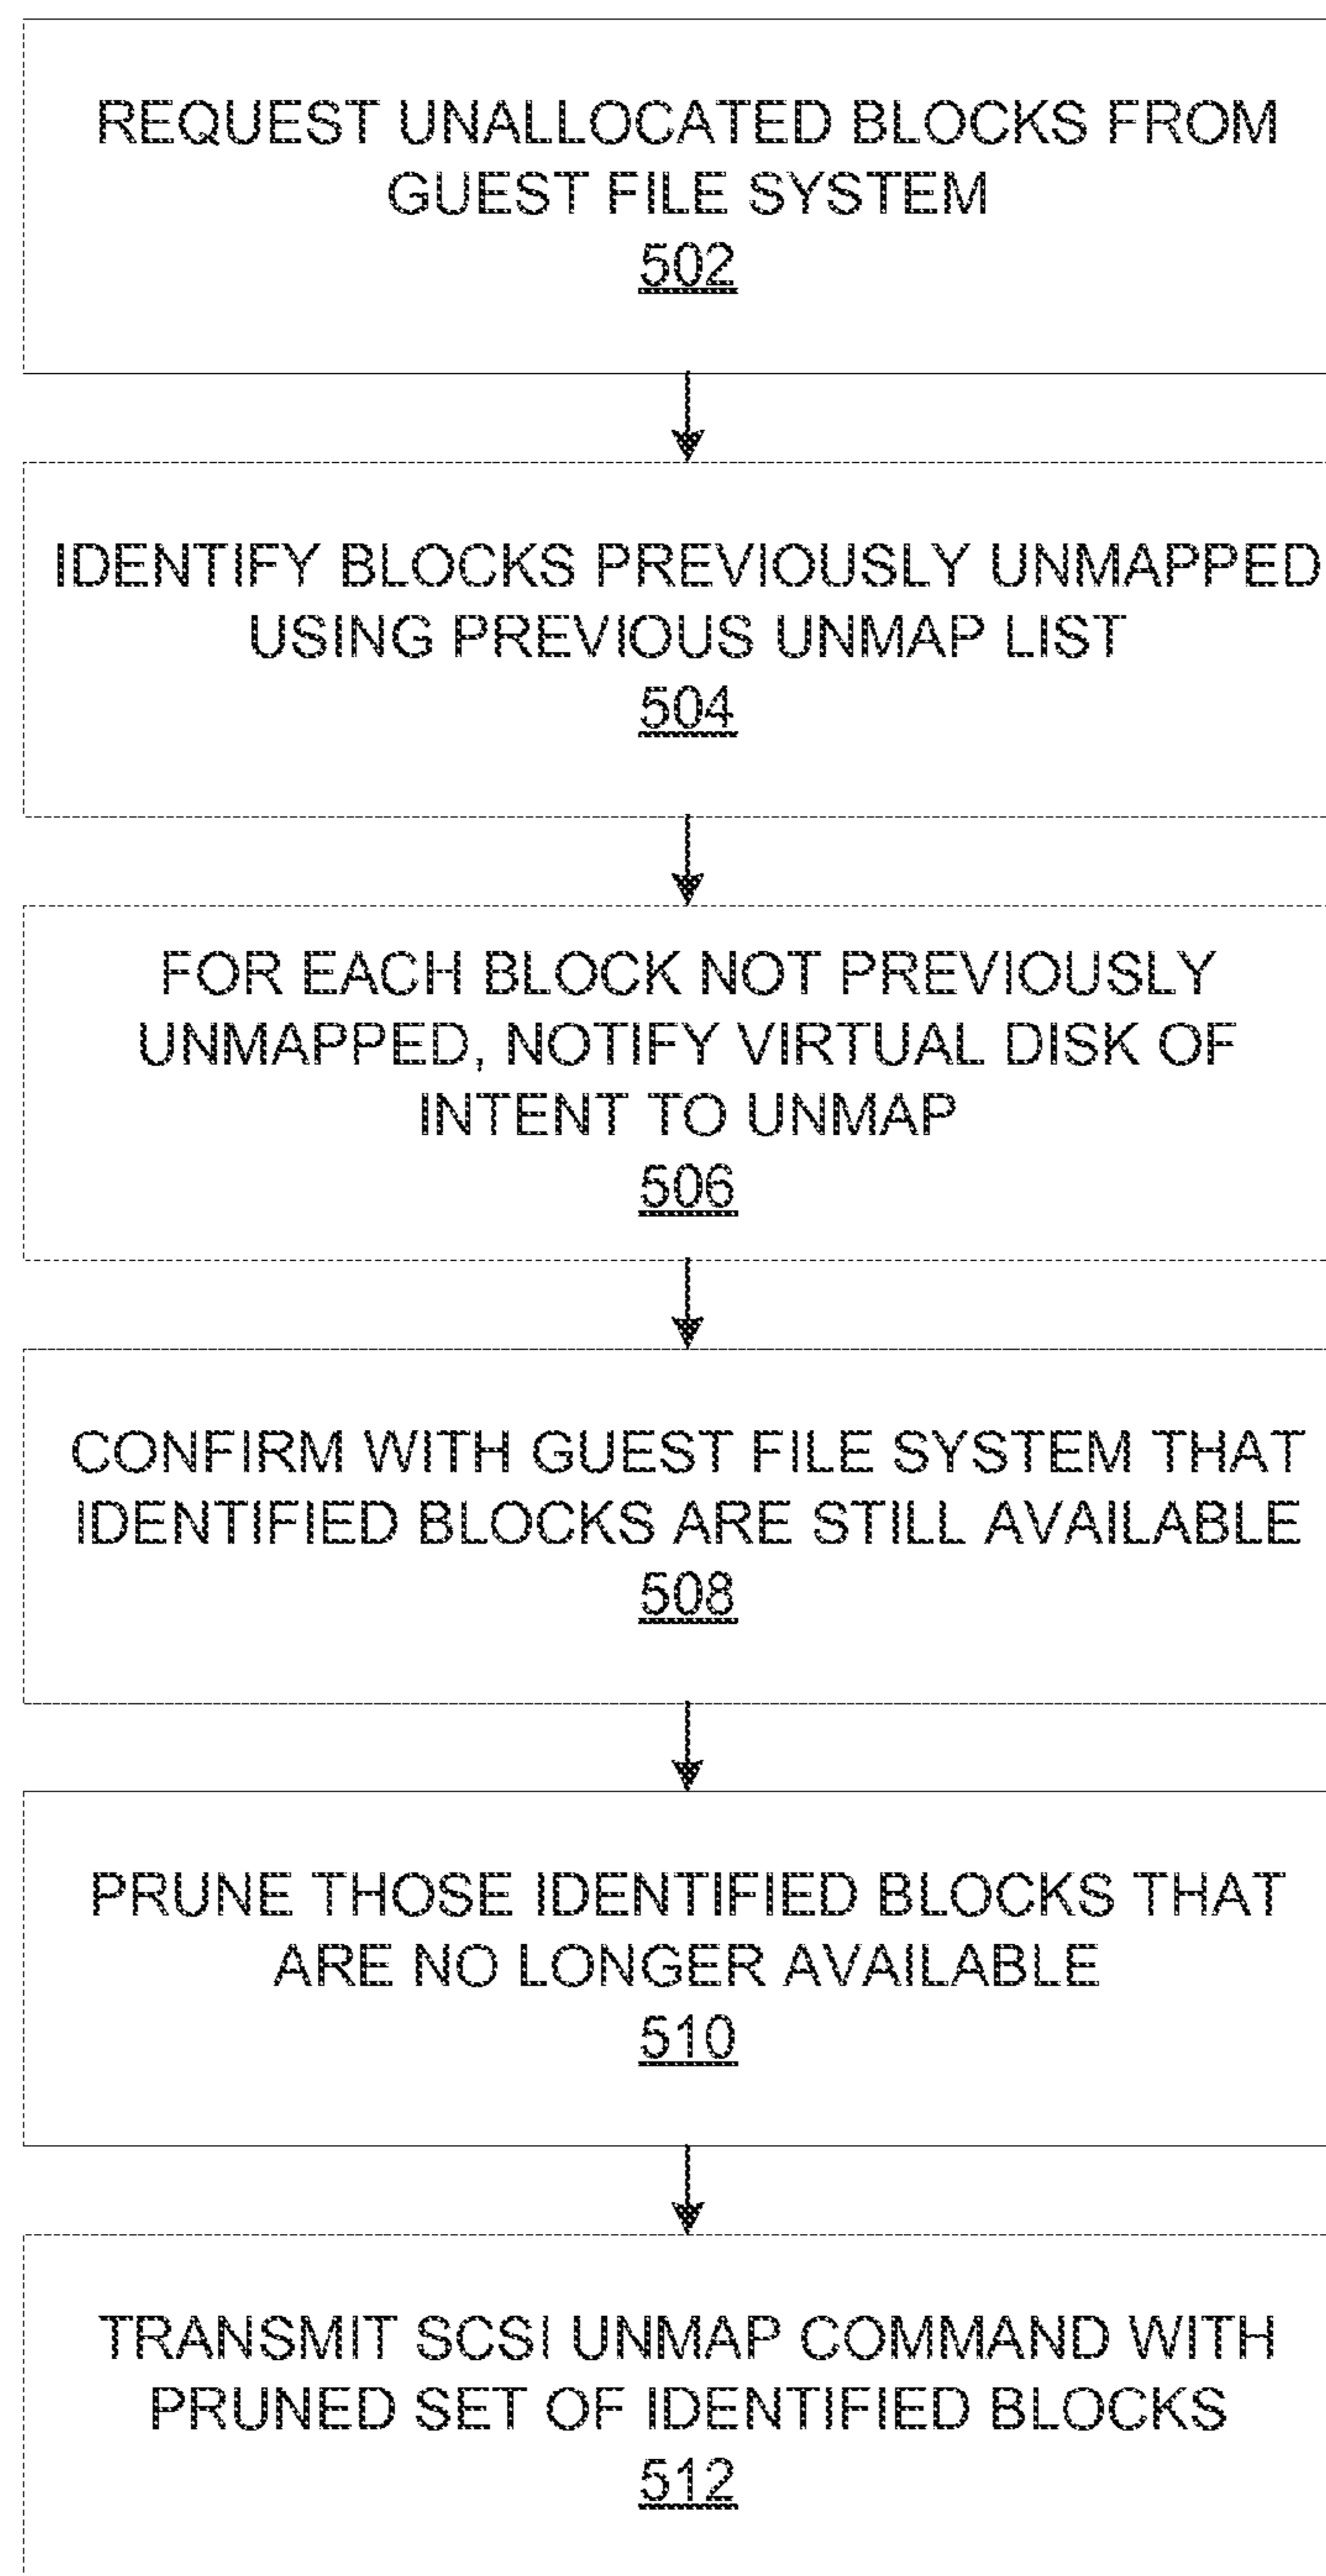 REQUEST UNALLOCATED BLOCKS FROM
GUEST FILE SYSTEM
502
IDENTIFY BLOCKS PREVIOUSLY UNMAPPED
USING PREVIOUS UNMAP LIST
504
FOR EACH BLOCK NOT PREVIOUSLY
UNMAPPED, NOTIFY VIRTUAL DISK OF
INTENT TO UNMAP
506
CONFIRM WITH GUEST FILE SYSTEM THAT
IDENTIFIED BLOCKS ARE STILL AVAILABLE
508
PRUNE THOSE IDENTIFIED BLOCKS THAT
ARE NO LONGER AVAILABLE
510
TRANSMIT SCSI UNMAP COMMAND WITH
PRUNED SET OF IDENTIFIED BLOCKS
512